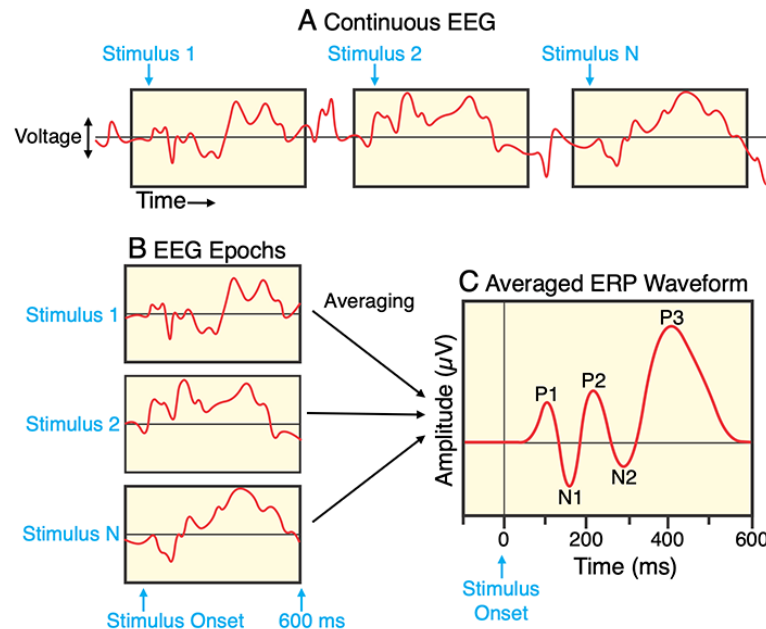 A Continuous EEG
Stimulus 1
Stimulus 2
Stimulus N
Voltage
Time
B EEG Epochs
Stimulus 1
Stimulus 2
Stimulus N
Stimulus Onset
600 ms
Averaging
C Averaged ERP Waveform
Amplitude (µV)
P1
P2
P3
N1
N2
0
200
400
600
Time (ms)
Stimulus
Onset